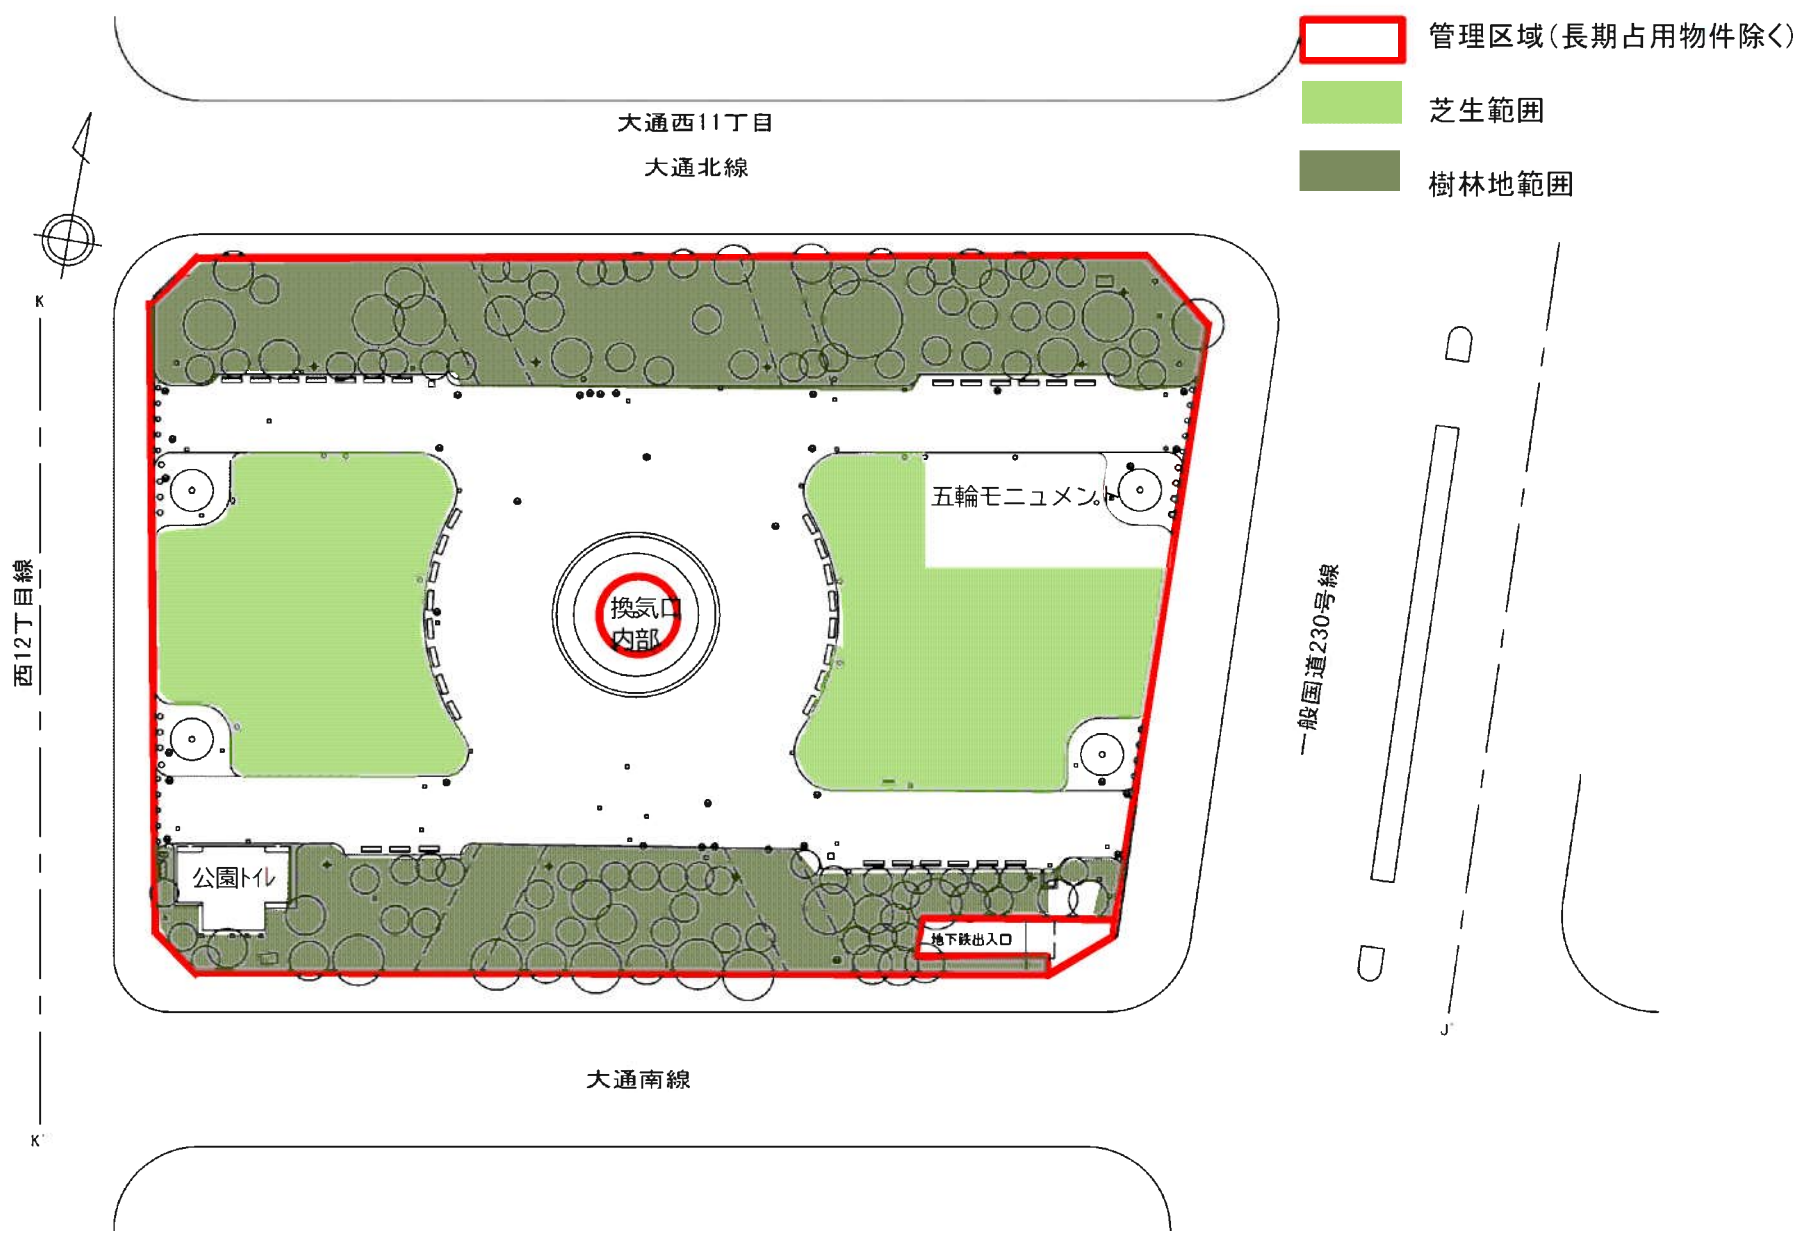 管理区域(長期占用物件除く)
芝生範囲
樹林地範囲
大通西11丁目
大通北線
K
五輪モニュメント
換気口
内部
西12丁目線
一般国道230号線
公園トイレ
地下鉄出入口
J'
大通南線
K'